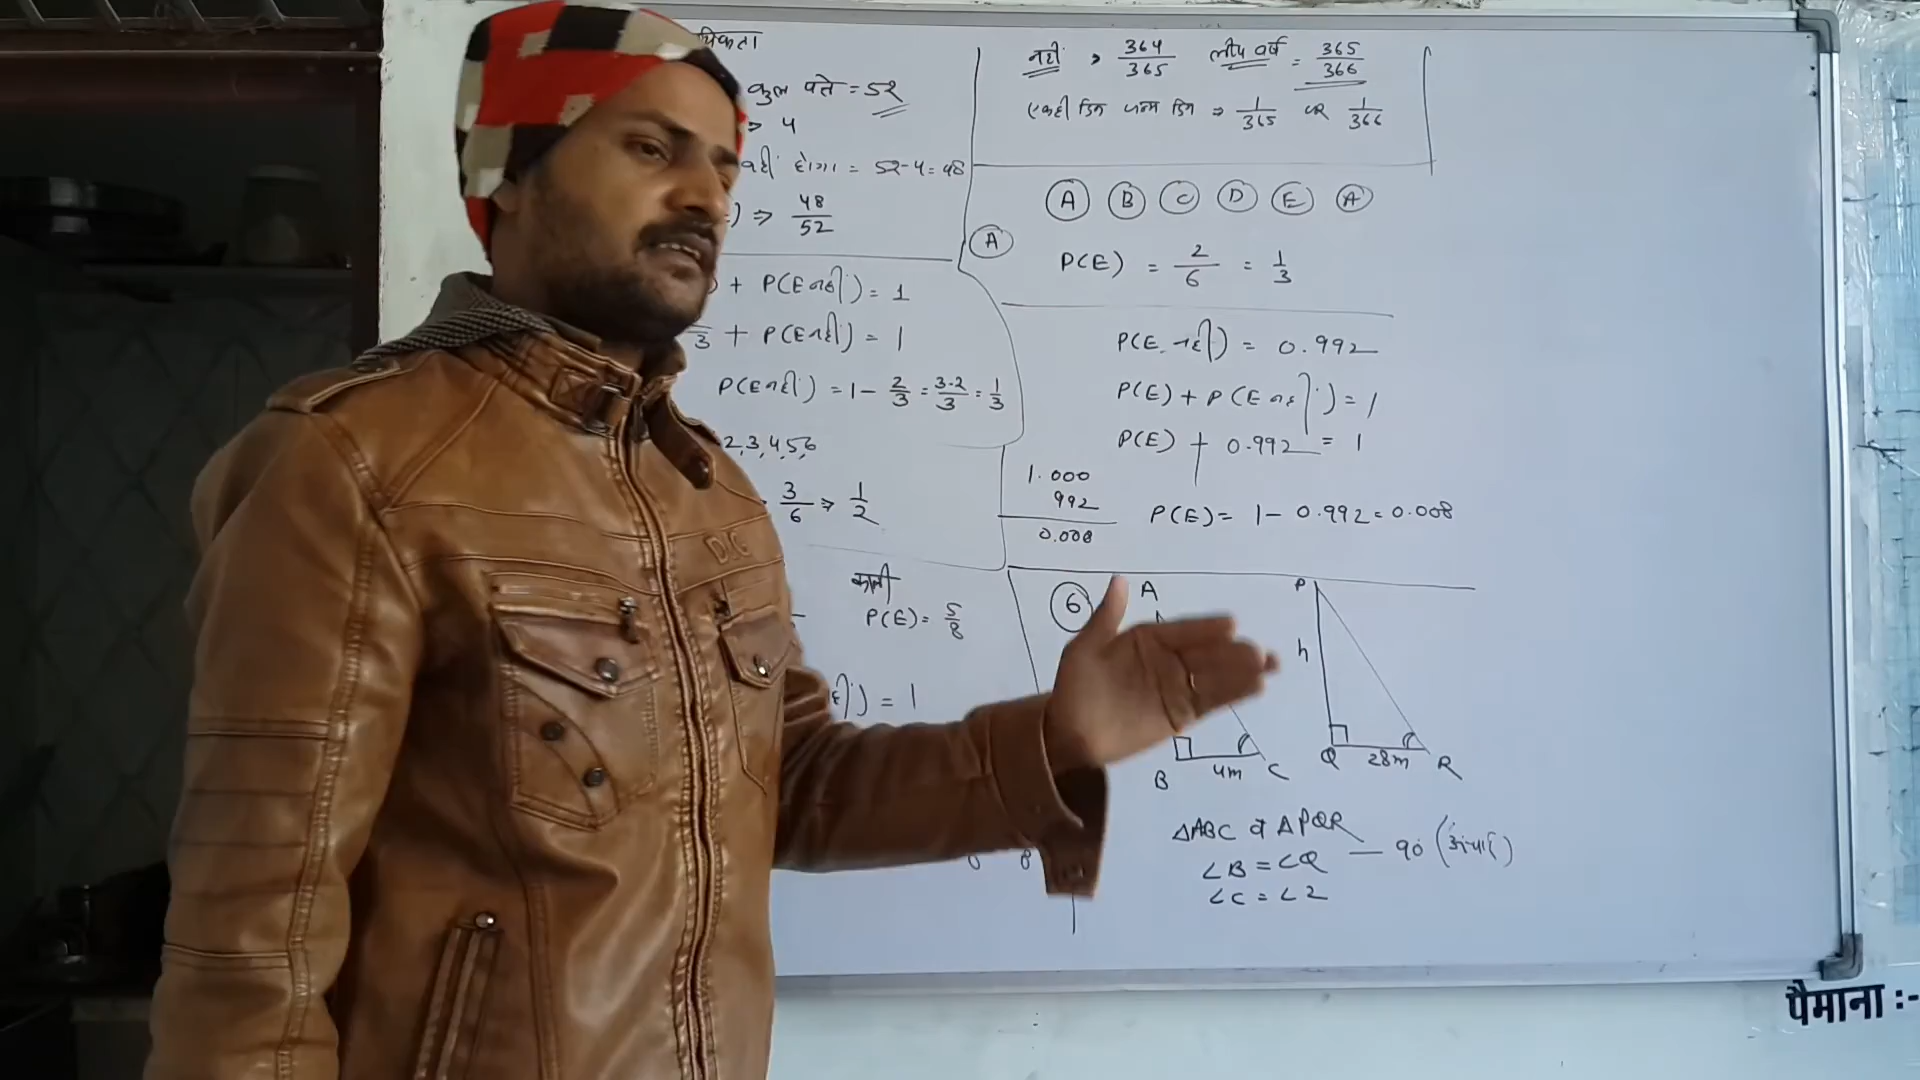 कुल पत्ते = 52
⇒ 4
नहीं होगा = 52-4=48
) ⇒ 48/52
) + P(E नहीं) = 1
3 + P(E नहीं) = 1
P(E नहीं) = 1 - 2/3 = 3-2/3 = 1/3
2,3,4,5,6
3/6 ⇒ 1/2
काली
P(E) = 5/8
हीं) = 1
नहीं > 364/365 लीप वर्ष = 365/366
एक ही दिन जन्म दिन ⇒ 1/365 OR 1/366
A B C D E A
A
P(E) = 2/6 = 1/3
P(E नहीं) = 0.992
P(E) + P(E नहीं) = 1
P(E) + 0.992 = 1
1.000
992
0.008
P(E) = 1 - 0.992 = 0.008
6
A
B 4m C
P
h
Q 28m R
△ABC व △PQR
∠B = ∠Q — 90
∠C = ∠2
DIG
पैमाना :-